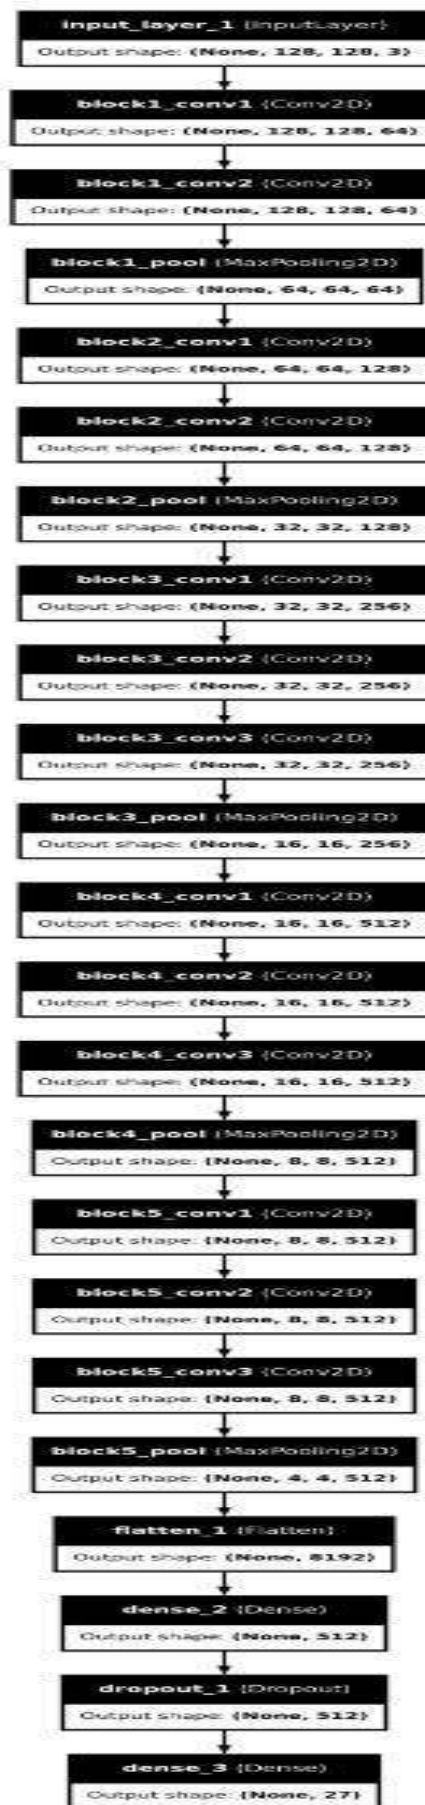 input_layer_1 (InputLayer)
Output shape: (None, 128, 128, 3)
block1_conv1 (Conv2D)
Output shape: (None, 128, 128, 64)
block1_conv2 (Conv2D)
Output shape: (None, 128, 128, 64)
block1_pool (MaxPooling2D)
Output shape: (None, 64, 64, 64)
block2_conv1 (Conv2D)
Output shape: (None, 64, 64, 128)
block2_conv2 (Conv2D)
Output shape: (None, 64, 64, 128)
block2_pool (MaxPooling2D)
Output shape: (None, 32, 32, 128)
block3_conv1 (Conv2D)
Output shape: (None, 32, 32, 256)
block3_conv2 (Conv2D)
Output shape: (None, 32, 32, 256)
block3_conv3 (Conv2D)
Output shape: (None, 32, 32, 256)
block3_pool (MaxPooling2D)
Output shape: (None, 16, 16, 256)
block4_conv1 (Conv2D)
Output shape: (None, 16, 16, 512)
block4_conv2 (Conv2D)
Output shape: (None, 16, 16, 512)
block4_conv3 (Conv2D)
Output shape: (None, 16, 16, 512)
block4_pool (MaxPooling2D)
Output shape: (None, 8, 8, 512)
block5_conv1 (Conv2D)
Output shape: (None, 8, 8, 512)
block5_conv2 (Conv2D)
Output shape: (None, 8, 8, 512)
block5_conv3 (Conv2D)
Output shape: (None, 8, 8, 512)
block5_pool (MaxPooling2D)
Output shape: (None, 4, 4, 512)
flatten_1 (Flatten)
Output shape: (None, 8192)
dense_2 (Dense)
Output shape: (None, 512)
dropout_1 (Dropout)
Output shape: (None, 512)
dense_3 (Dense)
Output shape: (None, 27)